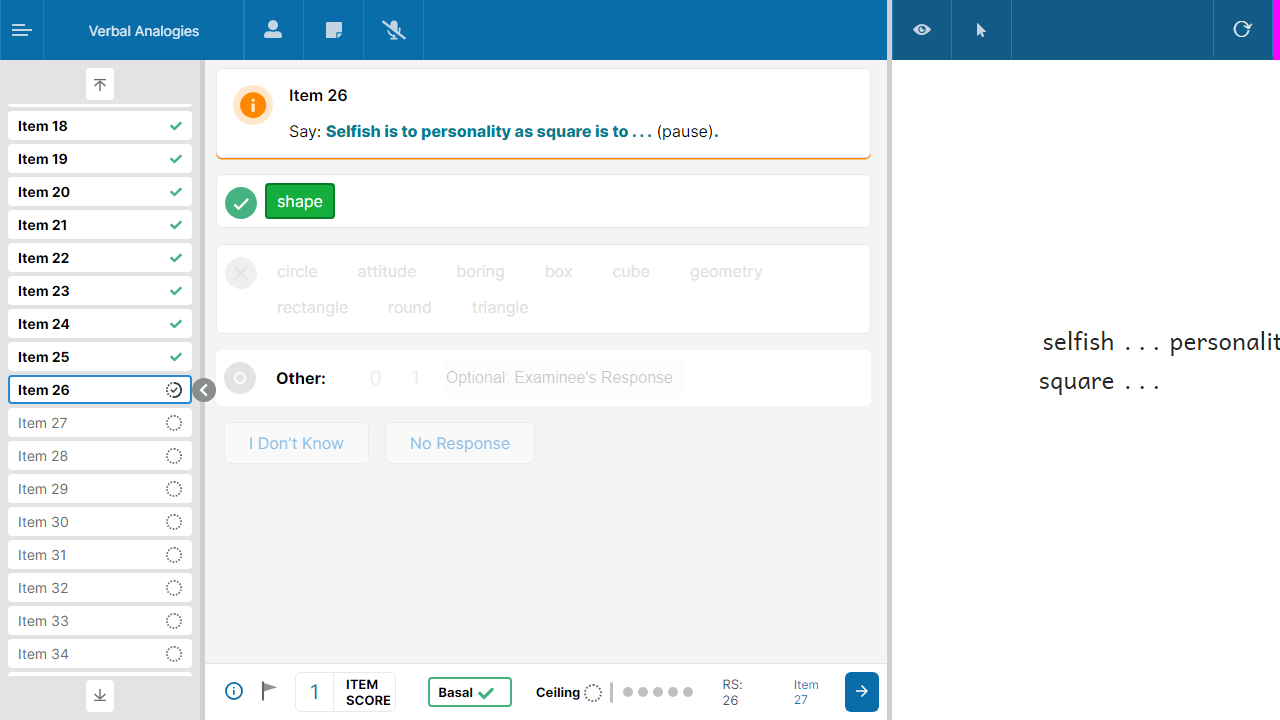 Verbal Analogies
Item 18
Item 19
Item 20
Item 21
Item 22
Item 23
Item 24
Item 25
Item 26
Item 27
Item 28
Item 29
Item 30
Item 31
Item 32
Item 33
Item 34
Item 26
Say: Selfish is to personality as square is to . . . (pause).
shape
circle attitude boring box cube geometry
rectangle round triangle
Other: 0 1 Optional: Examinee's Response
I Don't Know No Response
1 ITEM SCORE
Basal
Ceiling
RS: 26
Item 27
selfish . . . personalit
square . . .